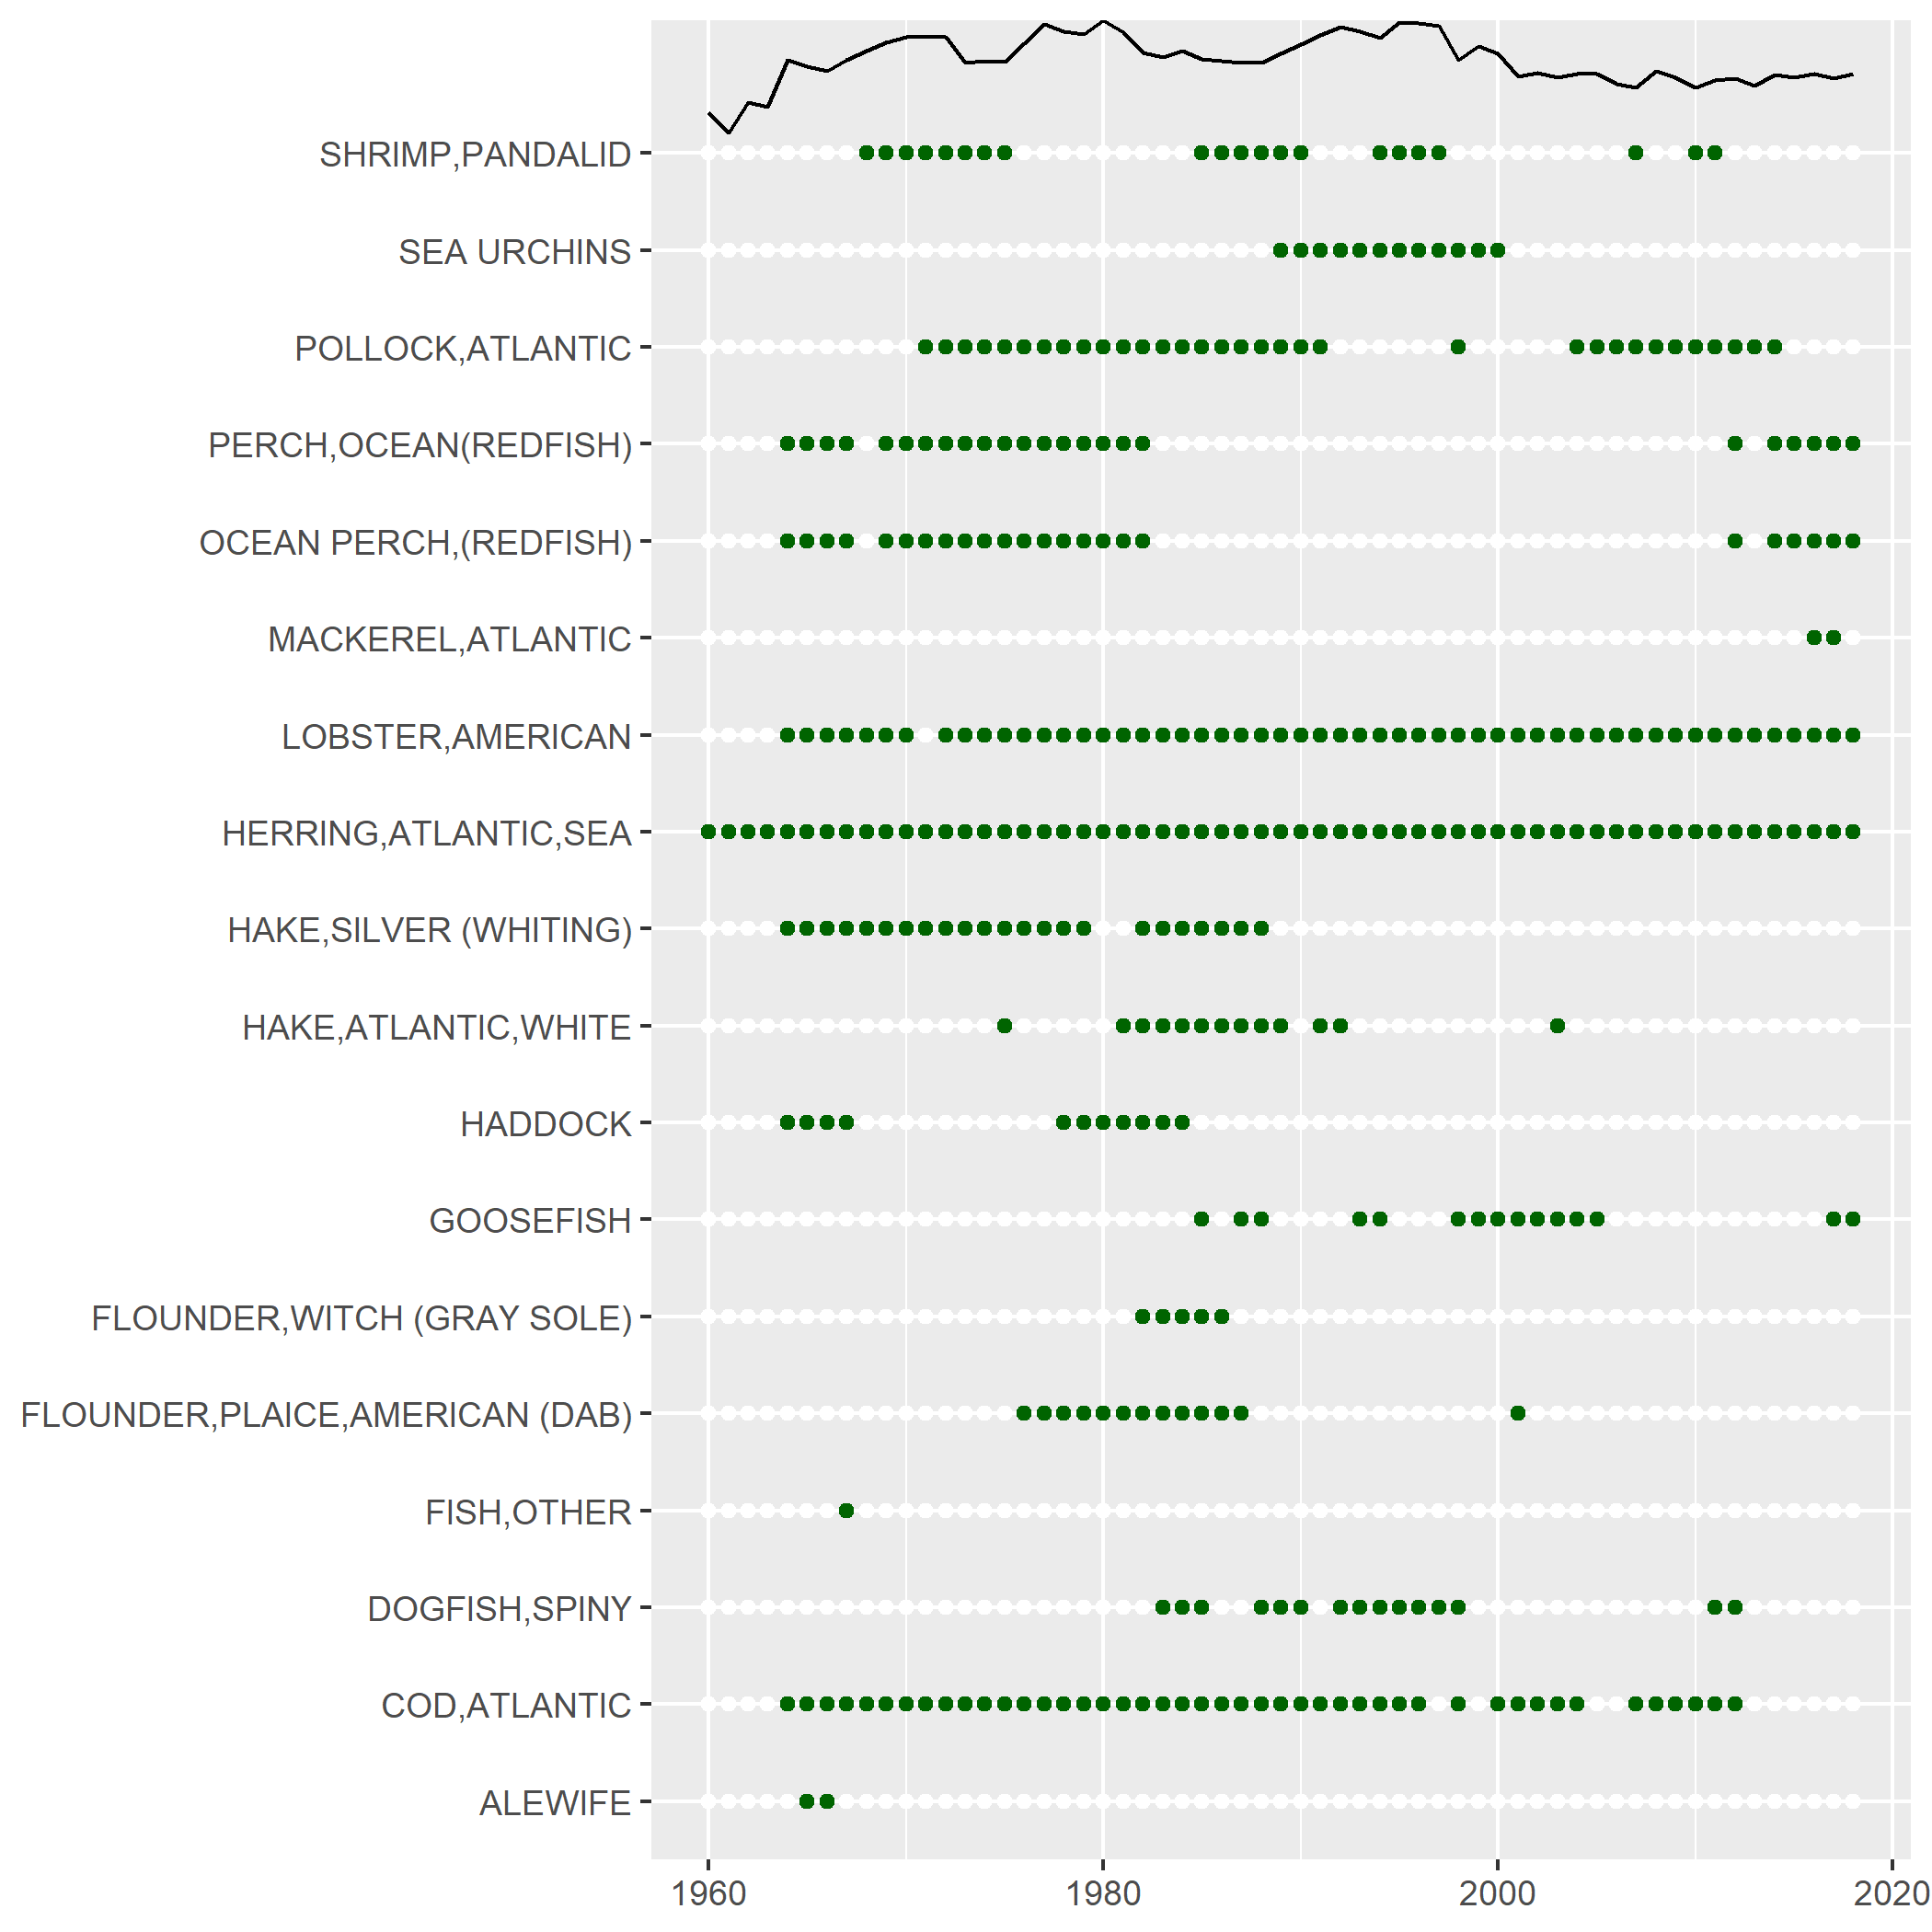 SHRIMP,PANDALID
SEA URCHINS
POLLOCK,ATLANTIC
PERCH,OCEAN(REDFISH)
OCEAN PERCH,(REDFISH)
MACKEREL,ATLANTIC
LOBSTER,AMERICAN
HERRING,ATLANTIC,SEA
HAKE,SILVER (WHITING)
HAKE,ATLANTIC,WHITE
HADDOCK
GOOSEFISH
FLOUNDER,WITCH (GRAY SOLE)
FLOUNDER,PLAICE,AMERICAN (DAB)
FISH,OTHER
DOGFISH,SPINY
COD,ATLANTIC
ALEWIFE
1960 1980 2000 2020